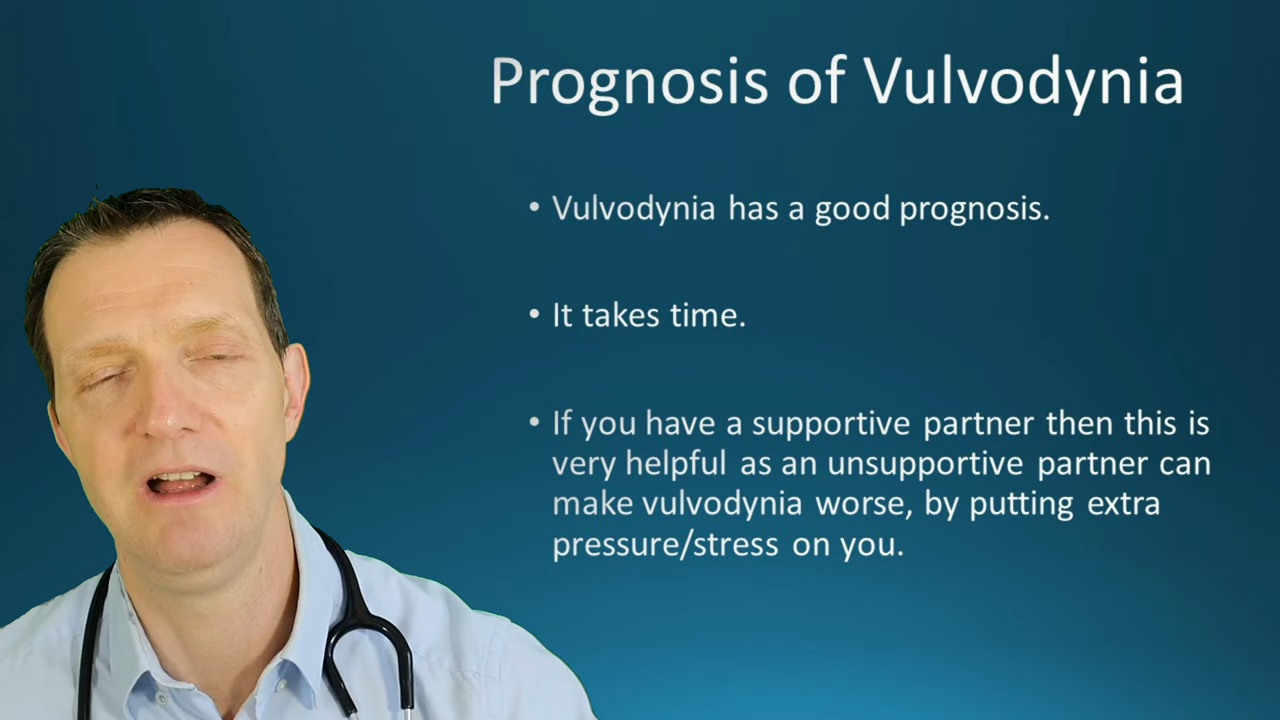 Prognosis of Vulvodynia
• Vulvodynia has a good prognosis.
• It takes time.
• If you have a supportive partner then this is
very helpful as an unsupportive partner can
make vulvodynia worse, by putting extra
pressure/stress on you.